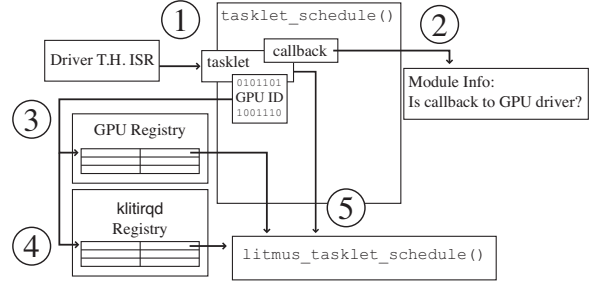 1
tasklet_schedule()
2
callback
Driver T.H. ISR
tasklet
0101101
GPU ID
1001110
Module Info:
Is callback to GPU driver?
3
GPU Registry
klitirqd
Registry
5
4
litmus_tasklet_schedule()